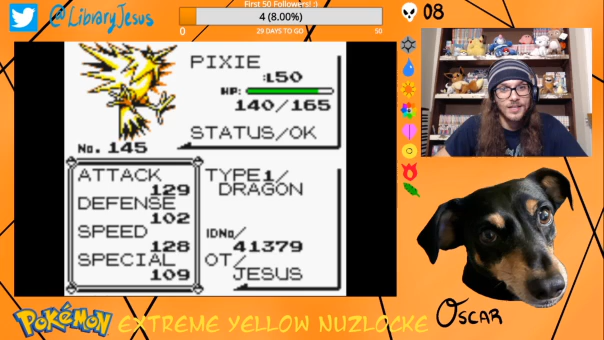 First 50 Followers! :)
@LibraryJesus
4 (8.00%)
0
29 DAYS TO GO
50
08
PIXIE
:L50
HP:
140/165
STATUS/OK
No. 145
ATTACK
129
DEFENSE
102
SPEED
128
SPECIAL
109
TYPE1/
DRAGON
IDNo/
41379
OT/
JESUS
POKéMON EXTREME YELLOW NUZLOCKE
OSCAR